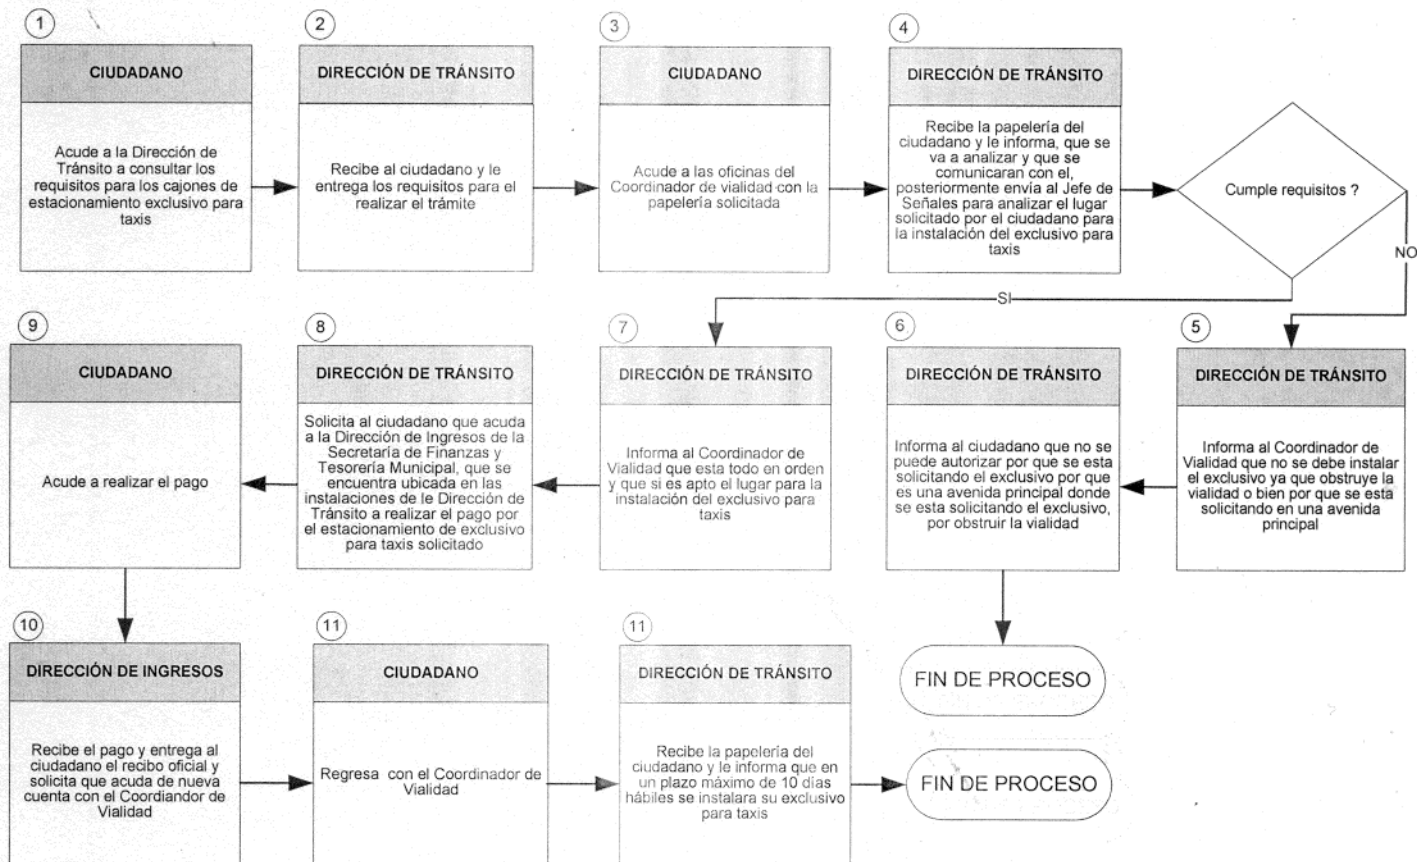 1
CIUDADANO
Acude a la Dirección de
Tránsito a consultar los
requisitos para los cajones de
estacionamiento exclusivo para
taxis
2
DIRECCIÓN DE TRÁNSITO
Recibe al ciudadano y le
entrega los requisitos para el
realizar el trámite
3
CIUDADANO
Acude a las oficinas del
Coordinador de vialidad con la
papelería solicitada
4
DIRECCIÓN DE TRÁNSITO
Recibe la papelería del
ciudadano y le informa, que se
va a analizar y que se
comunicaran con el,
posteriormente envía al Jefe de
Señales para analizar el lugar
solicitado por el ciudadano para
la instalación del exclusivo para
taxis
Cumple requisitos ?
NO
SI
5
DIRECCIÓN DE TRÁNSITO
Informa al Coordinador de
Vialidad que no se debe instalar
el exclusivo ya que obstruye la
vialidad o bien por que se esta
solicitando en una avenida
principal
6
DIRECCIÓN DE TRÁNSITO
Informa al ciudadano que no se
puede autorizar por que se esta
solicitando el exclusivo por que
es una avenida principal donde
se esta solicitando el exclusivo,
por obstruir la vialidad
FIN DE PROCESO
7
DIRECCIÓN DE TRÁNSITO
Informa al Coordinador de
Vialidad que esta todo en orden
y que si es apto el lugar para la
instalación del exclusivo para
taxis
8
DIRECCIÓN DE TRÁNSITO
Solicita al ciudadano que acuda
a la Dirección de Ingresos de la
Secretaría de Finanzas y
Tesorería Municipal, que se
encuentra ubicada en las
instalaciones de le Dirección de
Tránsito a realizar el pago por
el estacionamiento de exclusivo
para taxis solicitado
9
CIUDADANO
Acude a realizar el pago
10
DIRECCIÓN DE INGRESOS
Recibe el pago y entrega al
ciudadano el recibo oficial y
solicita que acuda de nueva
cuenta con el Coordiandor de
Vialidad
11
CIUDADANO
Regresa con el Coordinador de
Vialidad
11
DIRECCIÓN DE TRÁNSITO
Recibe la papelería del
ciudadano y le informa que en
un plazo máximo de 10 días
hábiles se instalara su exclusivo
para taxis
FIN DE PROCESO